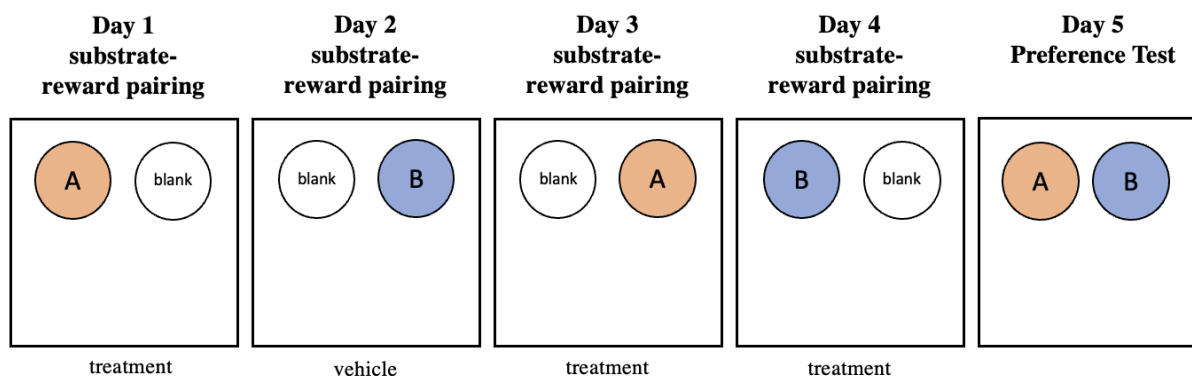 Day 1
substrate-
reward pairing
Day 2
substrate-
reward pairing
Day 3
substrate-
reward pairing
Day 4
substrate-
reward pairing
Day 5
Preference Test
A
blank
blank
B
blank
A
B
blank
A
B
treatment
vehicle
treatment
treatment